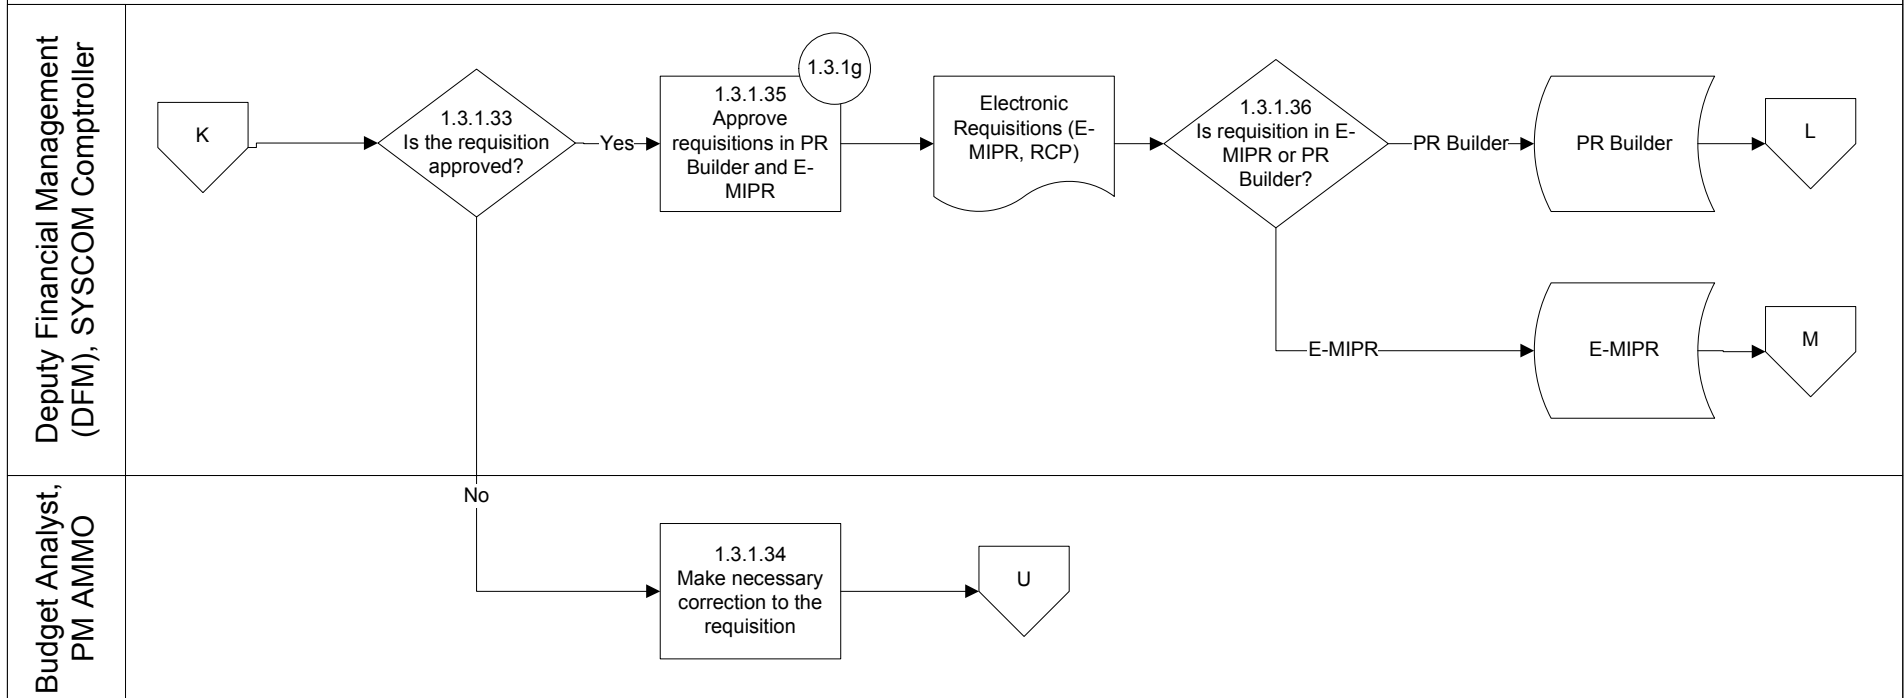 Deputy Financial Management
(DFM), SYSCOM Comptroller
K
1.3.1.33
Is the requisition
approved?
Yes
1.3.1g
1.3.1.35
Approve
requisitions in PR
Builder and E-
MIPR
Electronic
Requisitions (E-
MIPR, RCP)
1.3.1.36
Is requisition in E-
MIPR or PR
Builder?
PR Builder
PR Builder
L
E-MIPR
E-MIPR
M
Budget Analyst,
PM AMMO
No
1.3.1.34
Make necessary
correction to the
requisition
U